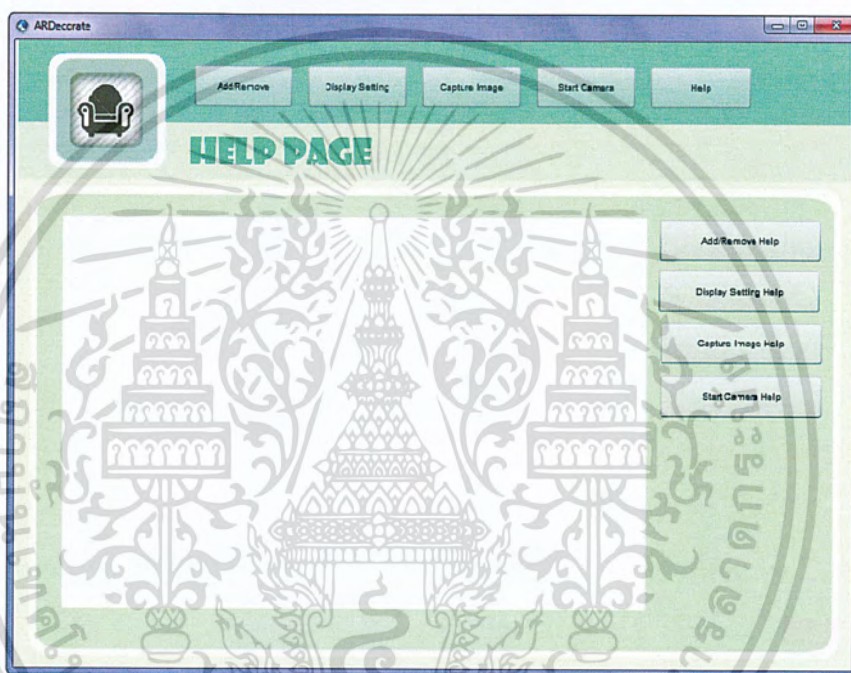 ARDecorate
Add/Remove Display Setting Capture Image Start Camera Help
HELP PAGE
Add/Remove Help
Display Setting Help
Capture Image Help
Start Camera Help